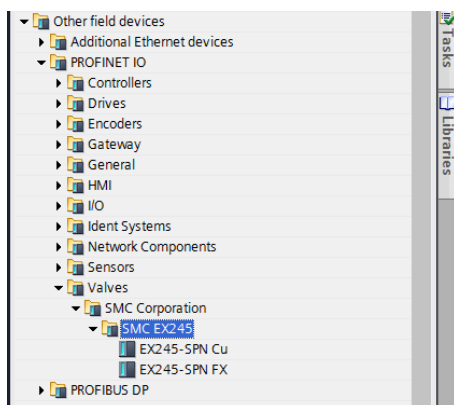 Other field devices
Additional Ethernet devices
PROFINET IO
Controllers
Drives
Encoders
Gateway
General
HMI
I/O
Ident Systems
Network Components
Sensors
Valves
SMC Corporation
SMC EX245
EX245-SPN Cu
EX245-SPN FX
PROFIBUS DP
Tasks
Libraries